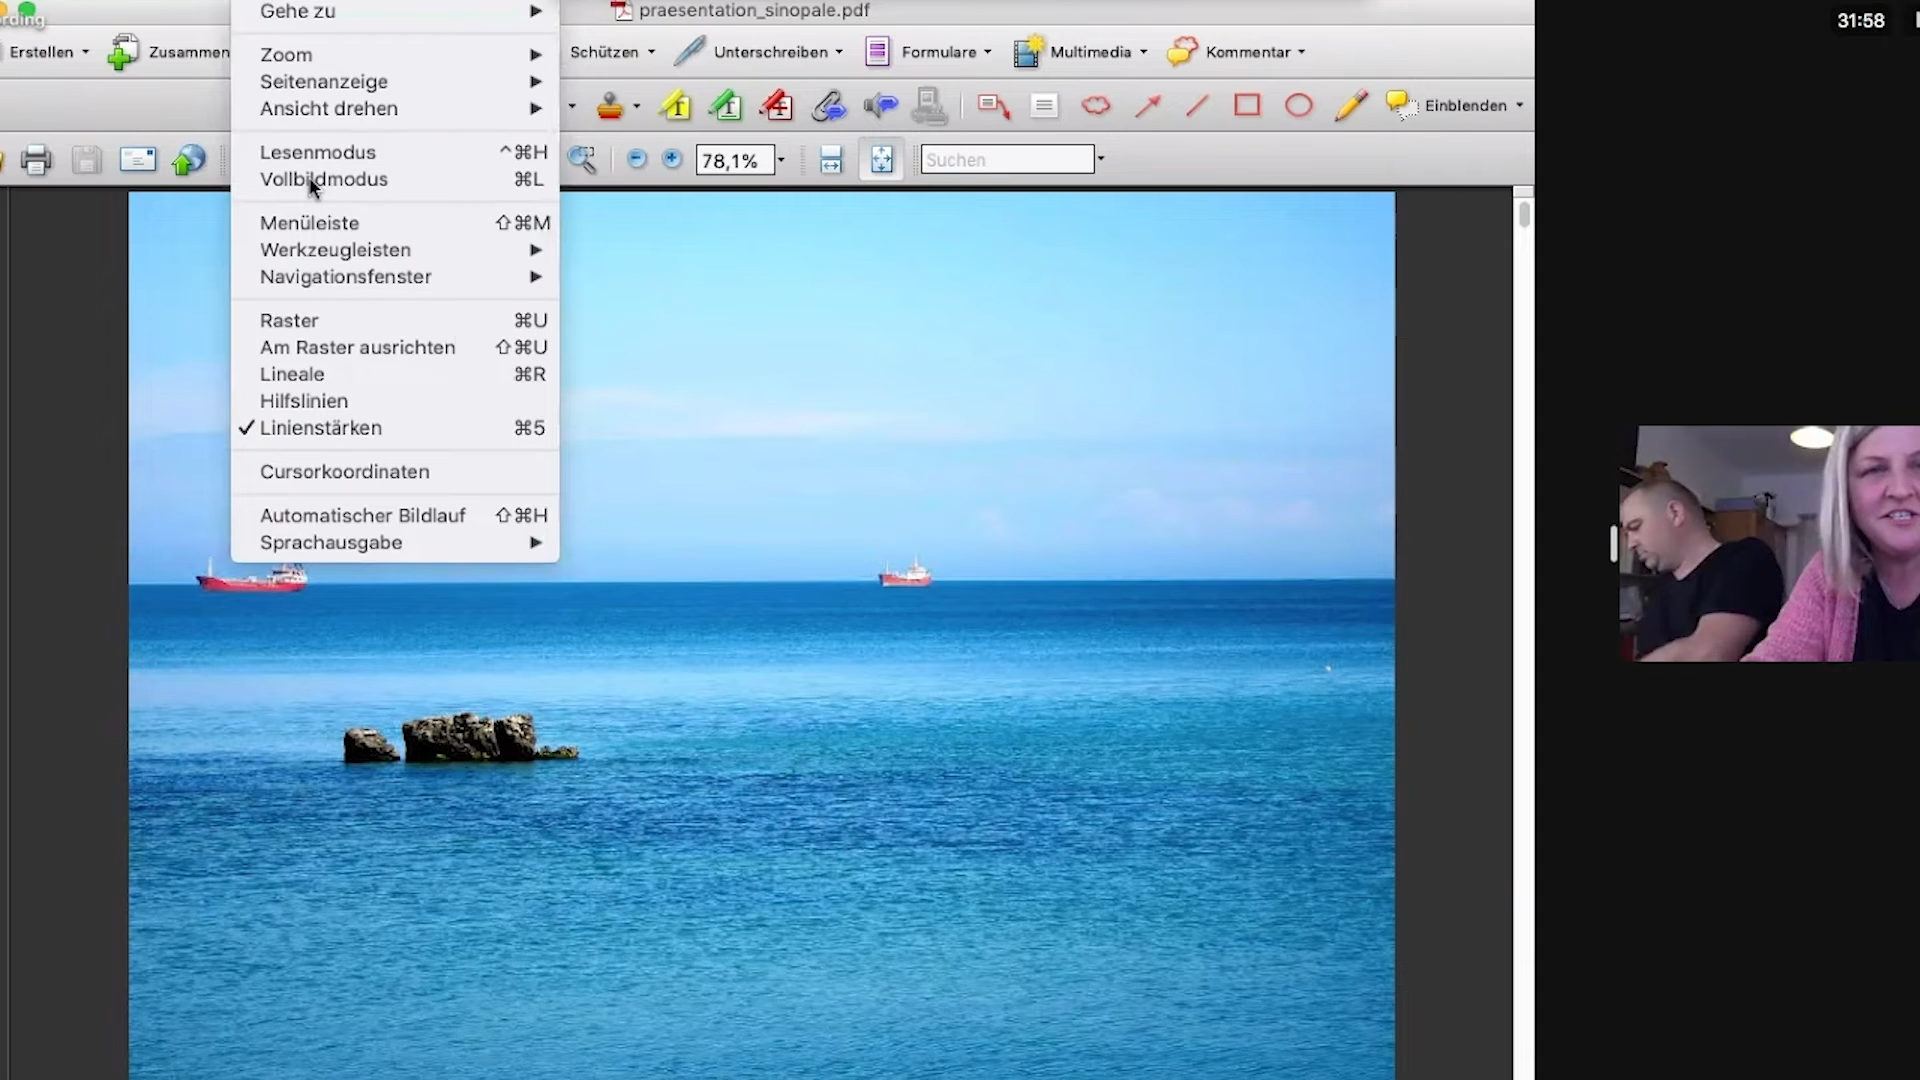 praesentation_sinopale.pdf
31:58
Erstellen
Zusammen
Schützen
Unterschreiben
Formulare
Multimedia
Kommentar
Einblenden
78,1%
Suchen
Gehe zu
Zoom
Seitenanzeige
Ansicht drehen
Lesenmodus ^⌘H
Vollbildmodus ⌘L
Menüleiste ⇧⌘M
Werkzeugleisten
Navigationsfenster
Raster ⌘U
Am Raster ausrichten ⇧⌘U
Lineale ⌘R
Hilfslinien
✓ Linienstärken ⌘5
Cursorkoordinaten
Automatischer Bildlauf ⇧⌘H
Sprachausgabe